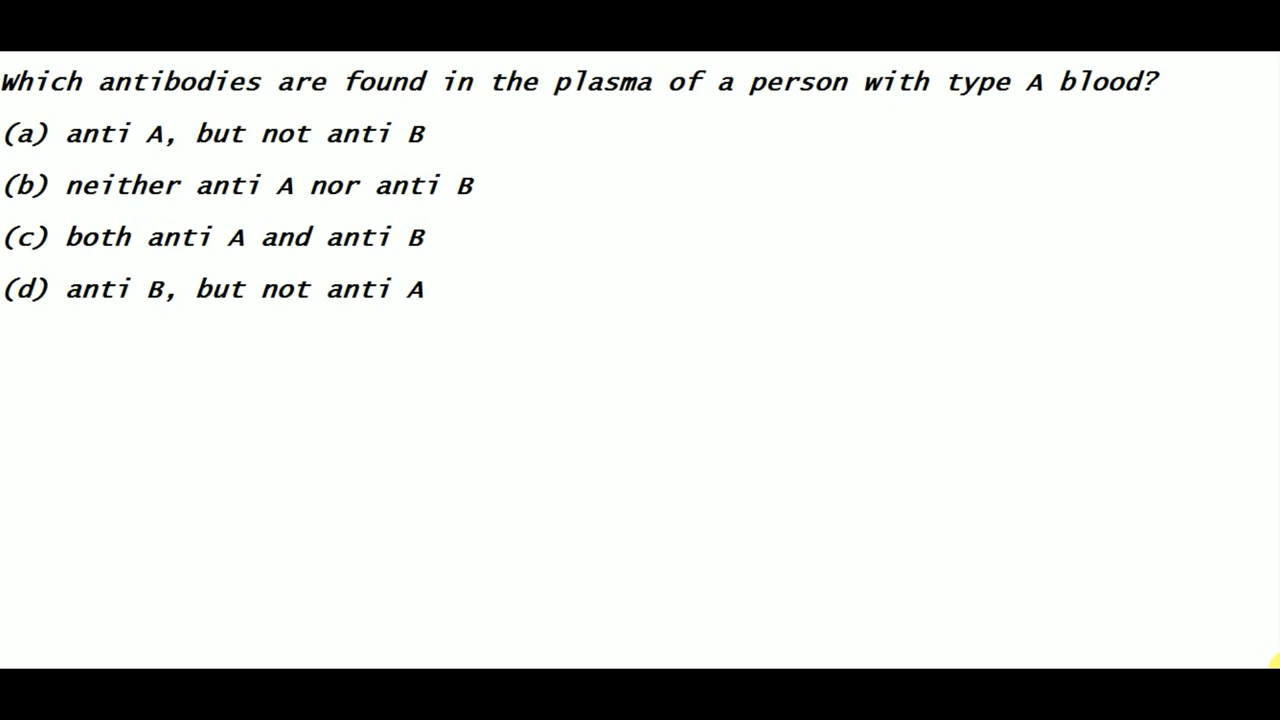 Which antibodies are found in the plasma of a person with type A blood?
(a) anti A, but not anti B
(b) neither anti A nor anti B
(c) both anti A and anti B
(d) anti B, but not anti A